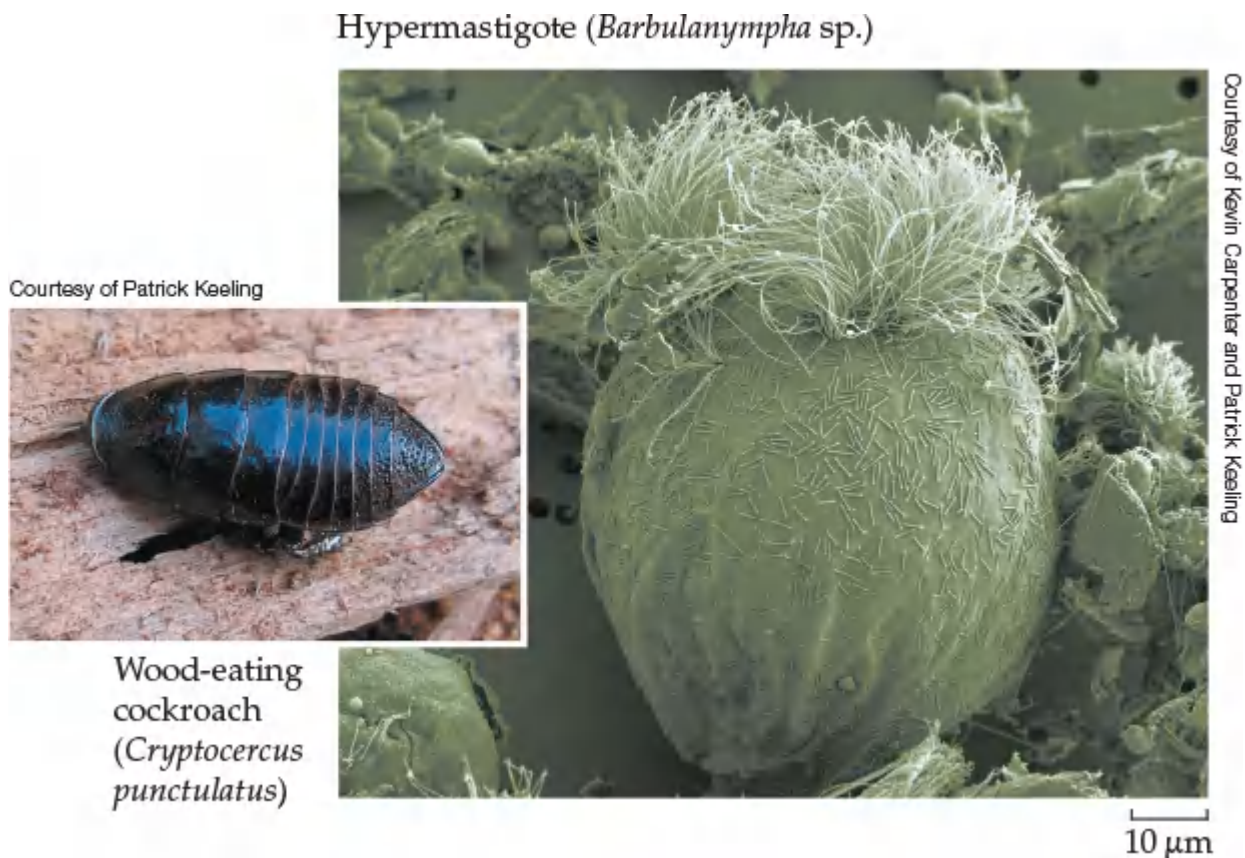 Hypermastigote (Barbulanympha sp.)
Courtesy of Kevin Carpenter and Patrick Keeling
Courtesy of Patrick Keeling
Wood-eating
cockroach
(Cryptocercus
punctulatus)
10 μm